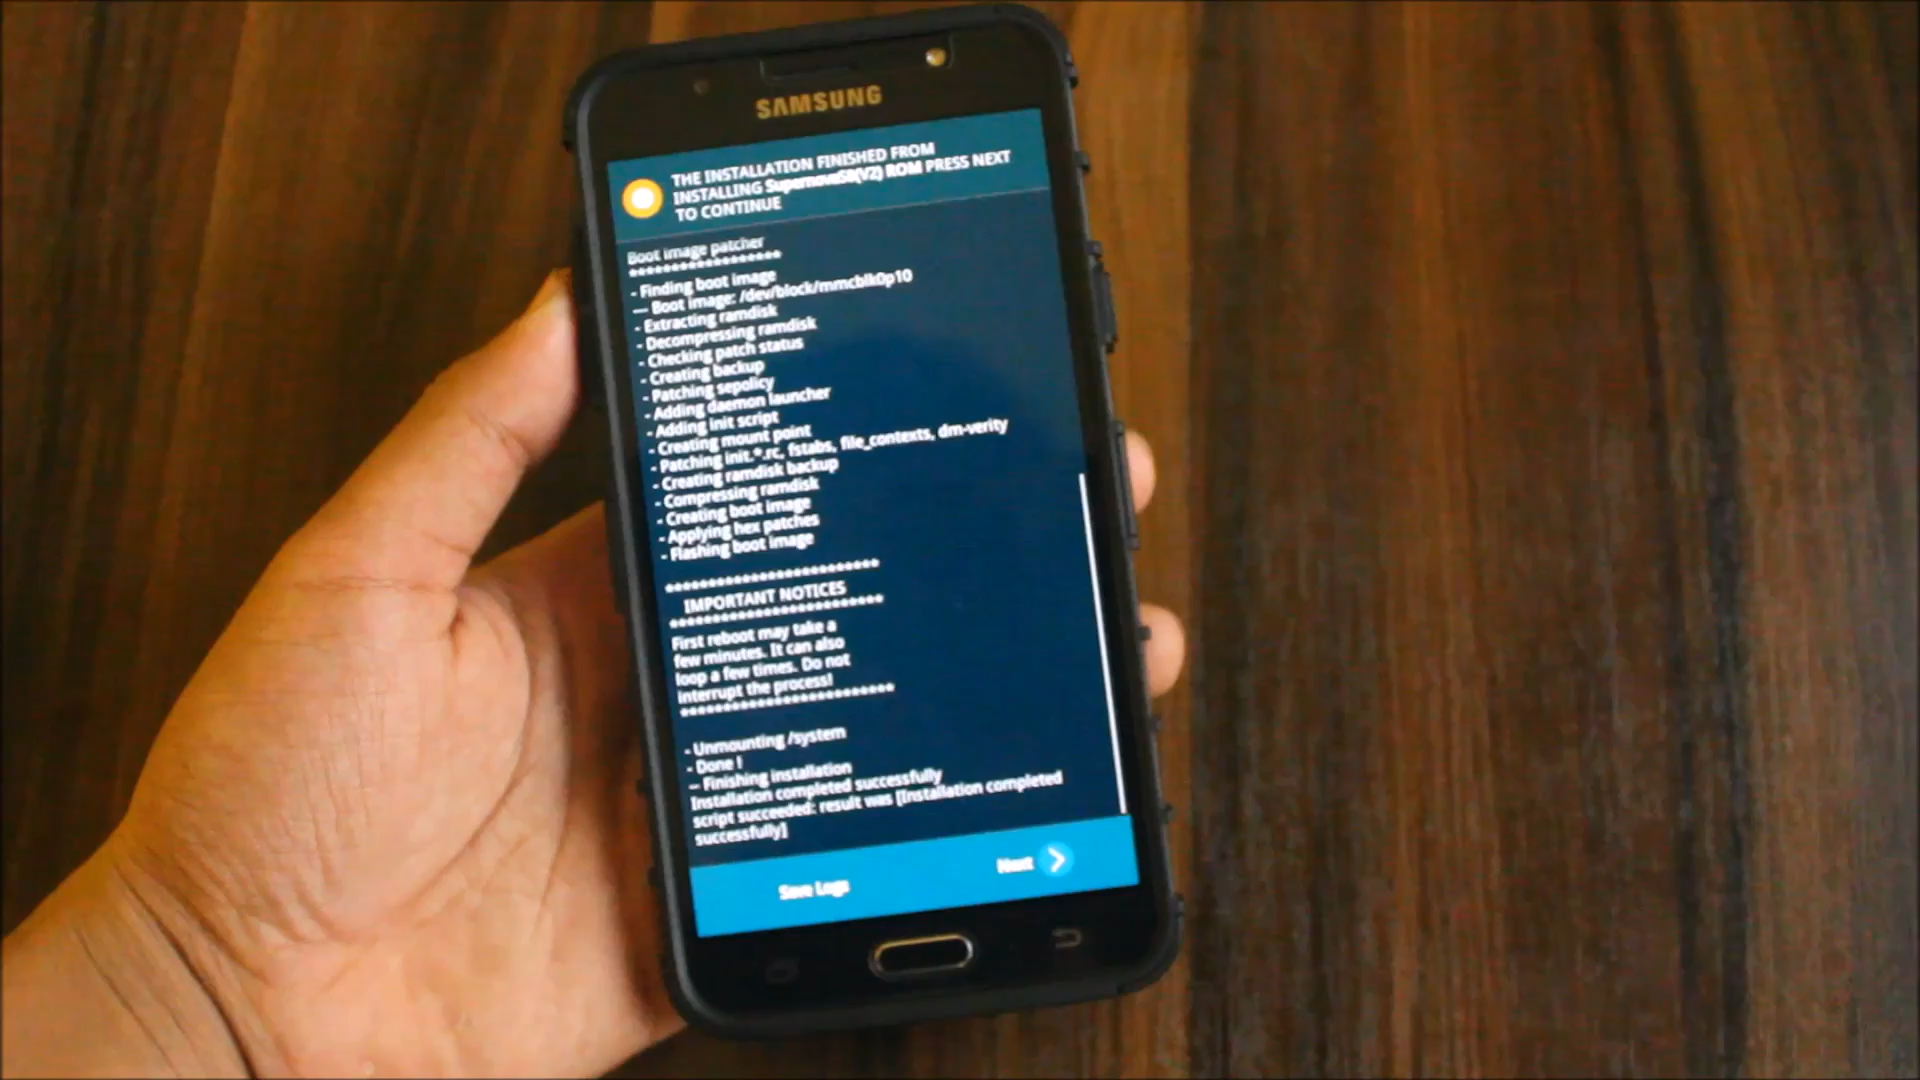 SAMSUNG
THE INSTALLATION FINISHED FROM
INSTALLING SupernovaS8(V2) ROM PRESS NEXT
TO CONTINUE
Boot image patcher
*******************
- Finding boot image
-- Boot image: /dev/block/mmcblk0p10
- Extracting ramdisk
- Decompressing ramdisk
- Checking patch status
- Creating backup
- Patching sepolicy
- Adding daemon launcher
- Adding init script
- Creating mount point
- Patching init.*.rc, fstabs, file_contexts, dm-verity
- Creating ramdisk backup
- Compressing ramdisk
- Creating boot image
- Applying hex patches
- Flashing boot image
**************************
IMPORTANT NOTICES
**************************
First reboot may take a
few minutes. It can also
loop a few times. Do not
interrupt the process!
**************************
- Unmounting /system
- Done !
-- Finishing installation
Installation completed successfully
script succeeded: result was [Installation completed
successfully]
Save Logs
Next